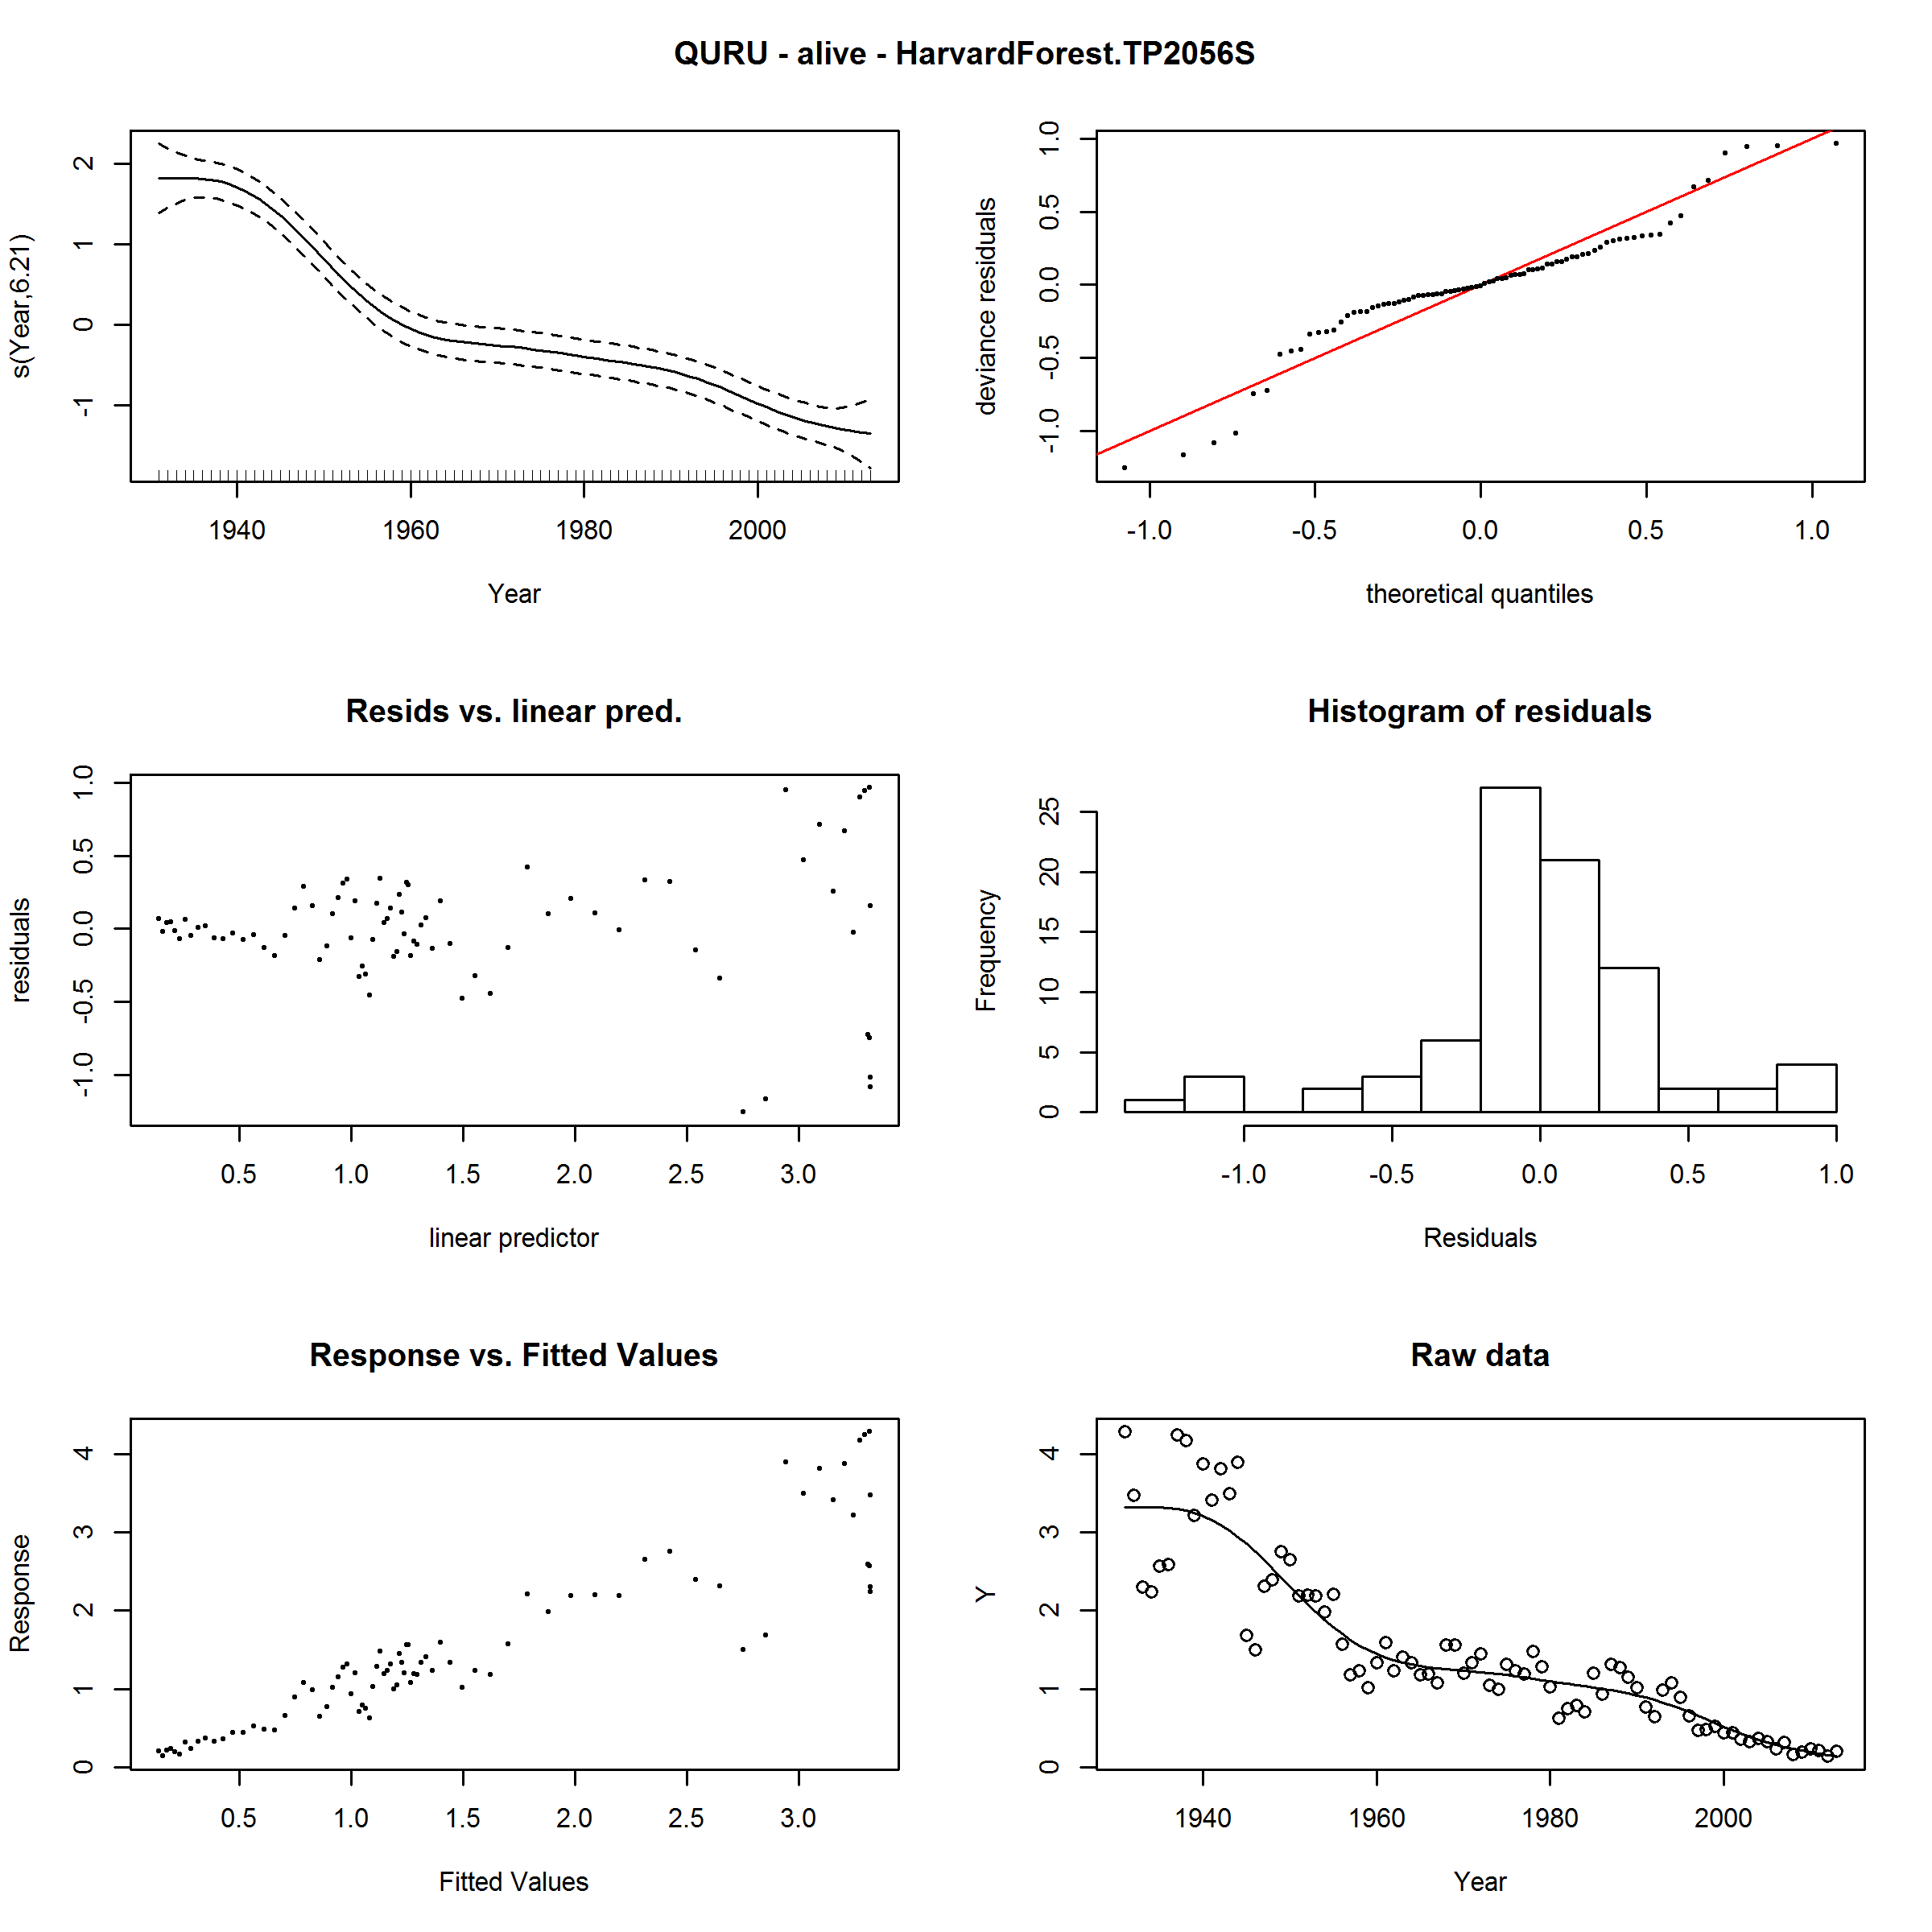 QURU - alive - HarvardForest.TP2056S
s(Year,6.21)
2
1
0
-1
1940 1960 1980 2000
Year
deviance residuals
1.0
0.5
0.0
-0.5
-1.0
-1.0 -0.5 0.0 0.5 1.0
theoretical quantiles
Resids vs. linear pred.
residuals
1.0
0.5
0.0
-0.5
-1.0
0.5 1.0 1.5 2.0 2.5 3.0
linear predictor
Histogram of residuals
Frequency
25
20
15
10
5
0
-1.0 -0.5 0.0 0.5 1.0
Residuals
Response vs. Fitted Values
Response
4
3
2
1
0
0.5 1.0 1.5 2.0 2.5 3.0
Fitted Values
Raw data
Y
4
3
2
1
0
1940 1960 1980 2000
Year